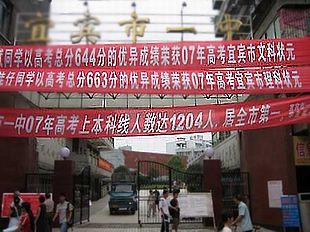 宜宾市一中
同学以高考总分644分的优异成绩荣获07年高考宜宾市文科状元
同学以高考总分663分的优异成绩荣获07年高考宜宾市理科状元
一中07年高考上本科线人数达1204人，居全市第一